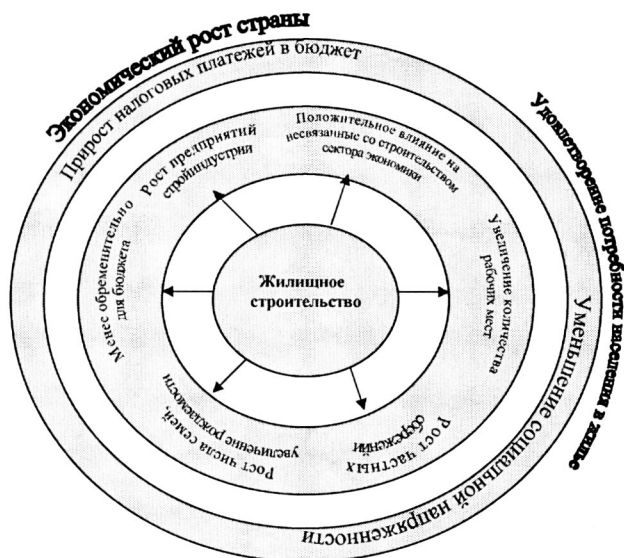 Экономический рост страны
Прирост налоговых платежей в бюджет
Удовлетворение потребности населения в жилье
Уменьшение социальной напряженности
Рост предприятий
стройиндустрии
Положительное влияние на
несвязанные со строительством
сектора экономики
Увеличение количества
рабочих мест
Рост частных
сбережений
Рост числа семей,
увеличение рождаемости
Менее обременительно
для бюджета
Жилищное
строительство